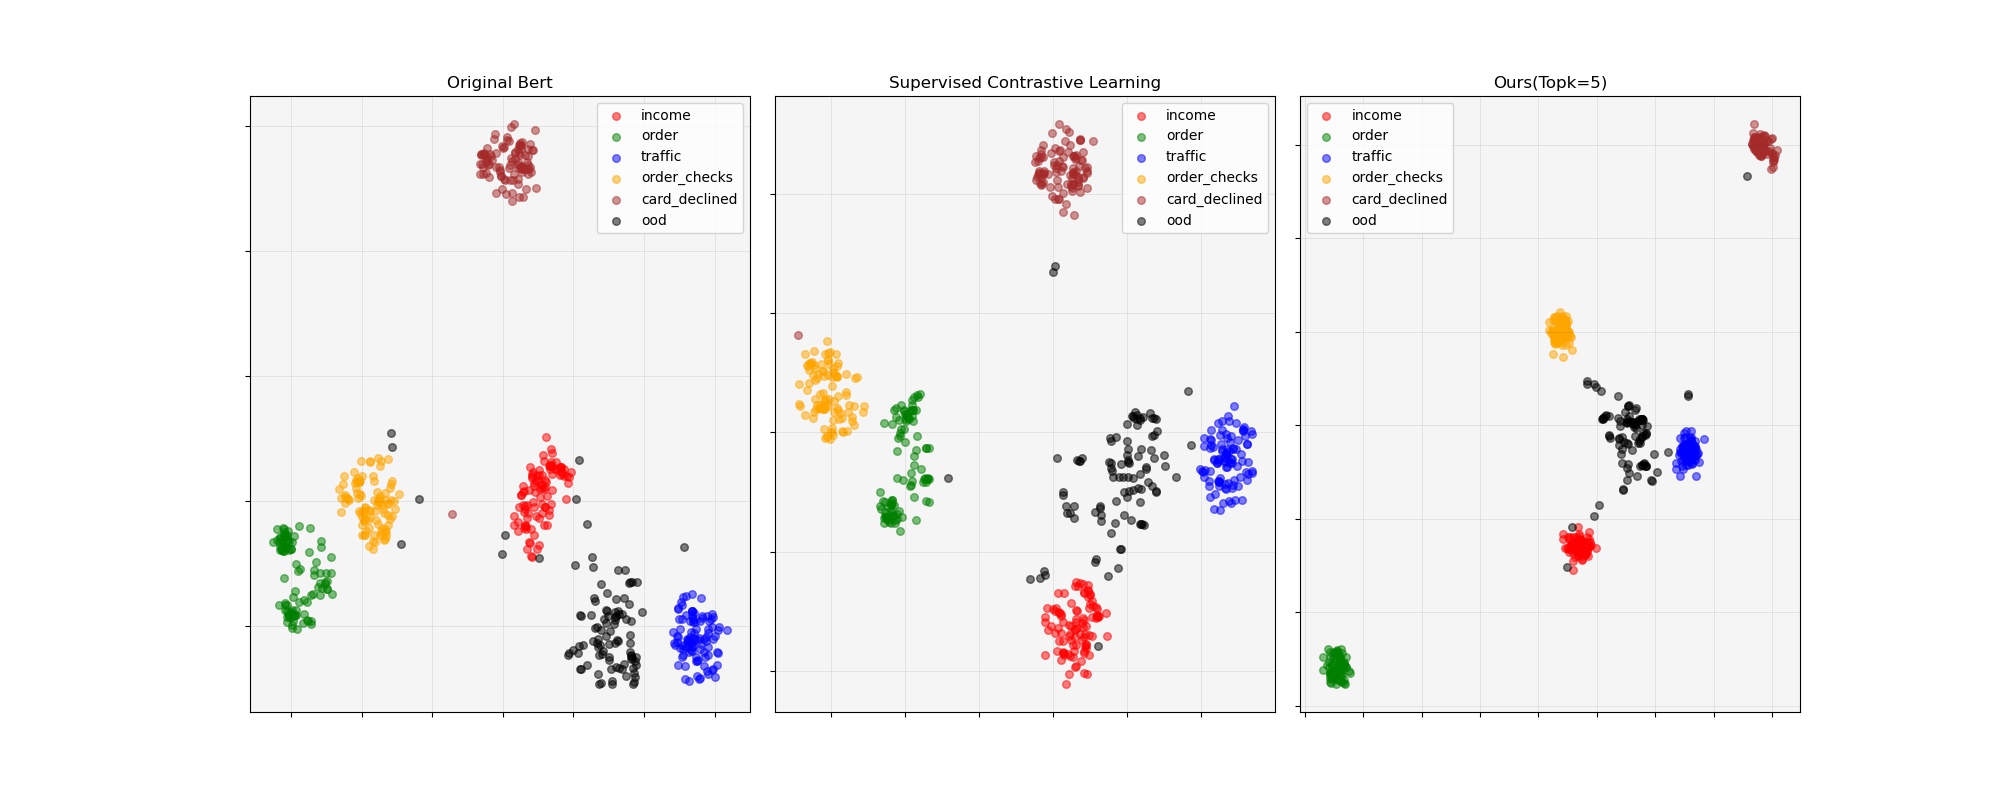 Original Bert
income
order
traffic
order_checks
card_declined
ood
Supervised Contrastive Learning
income
order
traffic
order_checks
card_declined
ood
Ours(Topk=5)
income
order
traffic
order_checks
card_declined
ood